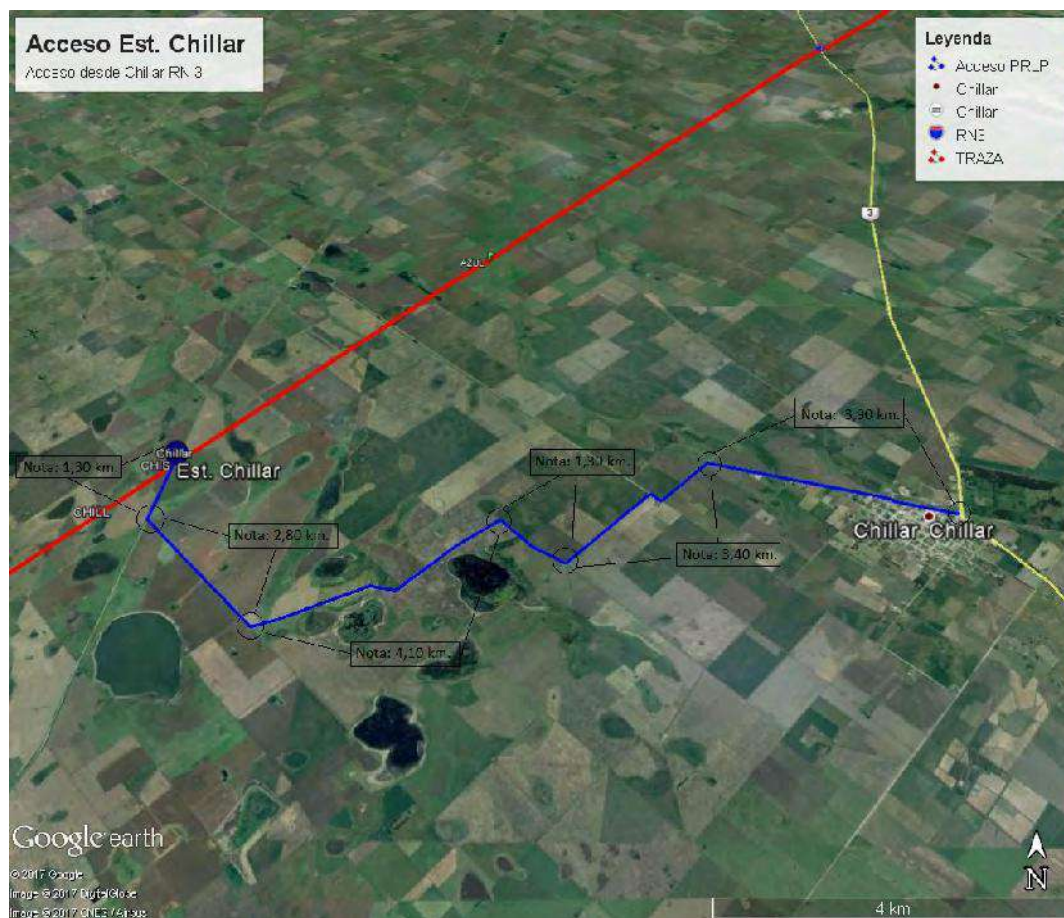 Acceso Est. Chillar
Acceso desde Chillar RN 3
Leyenda
Acceso PRLP
Chillar
Chillar
RN3
TRAZA
3
AZUL
Nota: 3,90 km.
Chillar
Nota: 1,30 km.
CHIS
Est. Chillar
Nota: 1,30 km.
CHILL
Nota: 2,80 km.
Chillar
Chillar
Nota: 3,40 km.
Nota: 4,10 km.
Google earth
© 2017 Google
Image © 2017 DigitalGlobe
Image © 2017 CNES / Airbus
N
4 km